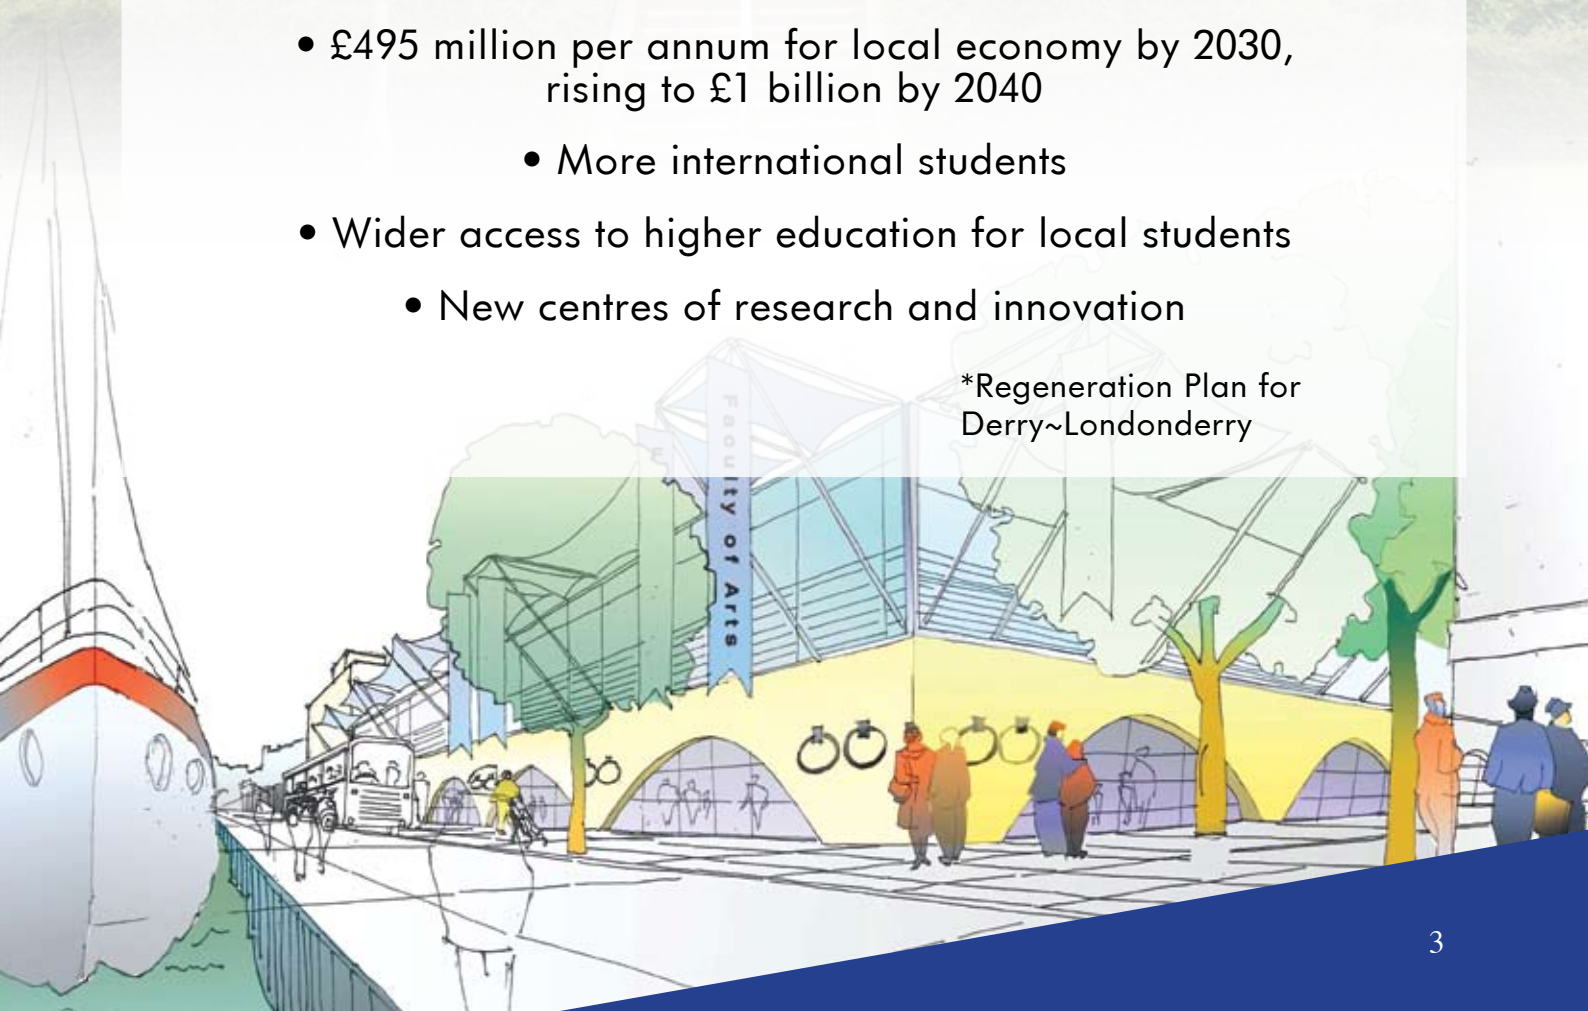 • £495 million per annum for local economy by 2030,
rising to £1 billion by 2040
• More international students
• Wider access to higher education for local students
• New centres of research and innovation
*Regeneration Plan for
Derry~Londonderry
Faculty of Arts
3